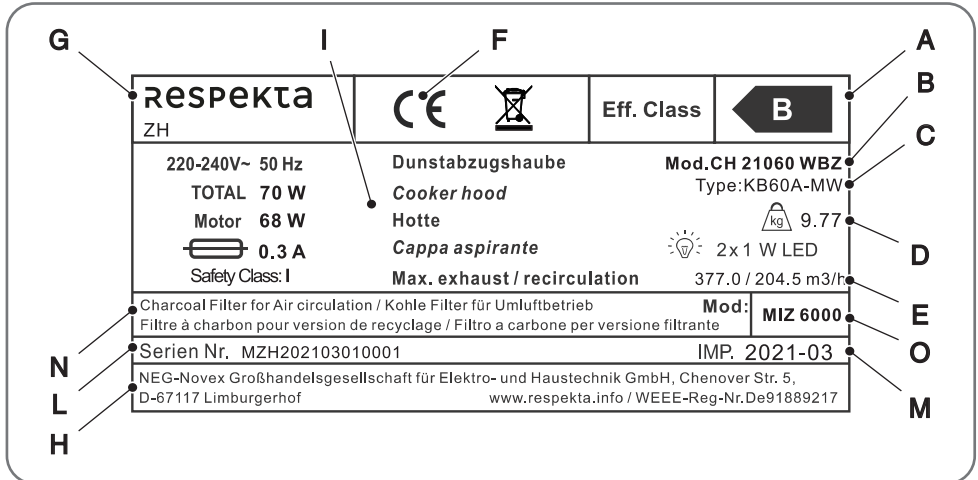 G I F A
B
C
D
E
O
M
N
L
H
Respekta
ZH
CE
Eff. Class
B
220-240V~ 50 Hz
TOTAL 70 W
Motor 68 W
0.3 A
Safety Class: I
Dunstabzugshaube
Cooker hood
Hotte
Cappa aspirante
Max. exhaust / recirculation
Mod.CH 21060 WBZ
Type:KB60A-MW
kg 9.77
2x1 W LED
377.0 / 204.5 m3/h
Charcoal Filter for Air circulation / Kohle Filter für Umluftbetrieb
Filtre à charbon pour version de recyclage / Filtro a carbone per versione filtrante
Mod:
MIZ 6000
Serien Nr. MZH202103010001
IMP. 2021-03
NEG-Novex Großhandelsgesellschaft für Elektro- und Haustechnik GmbH, Chenover Str. 5,
D-67117 Limburgerhof www.respekta.info / WEEE-Reg-Nr.De91889217